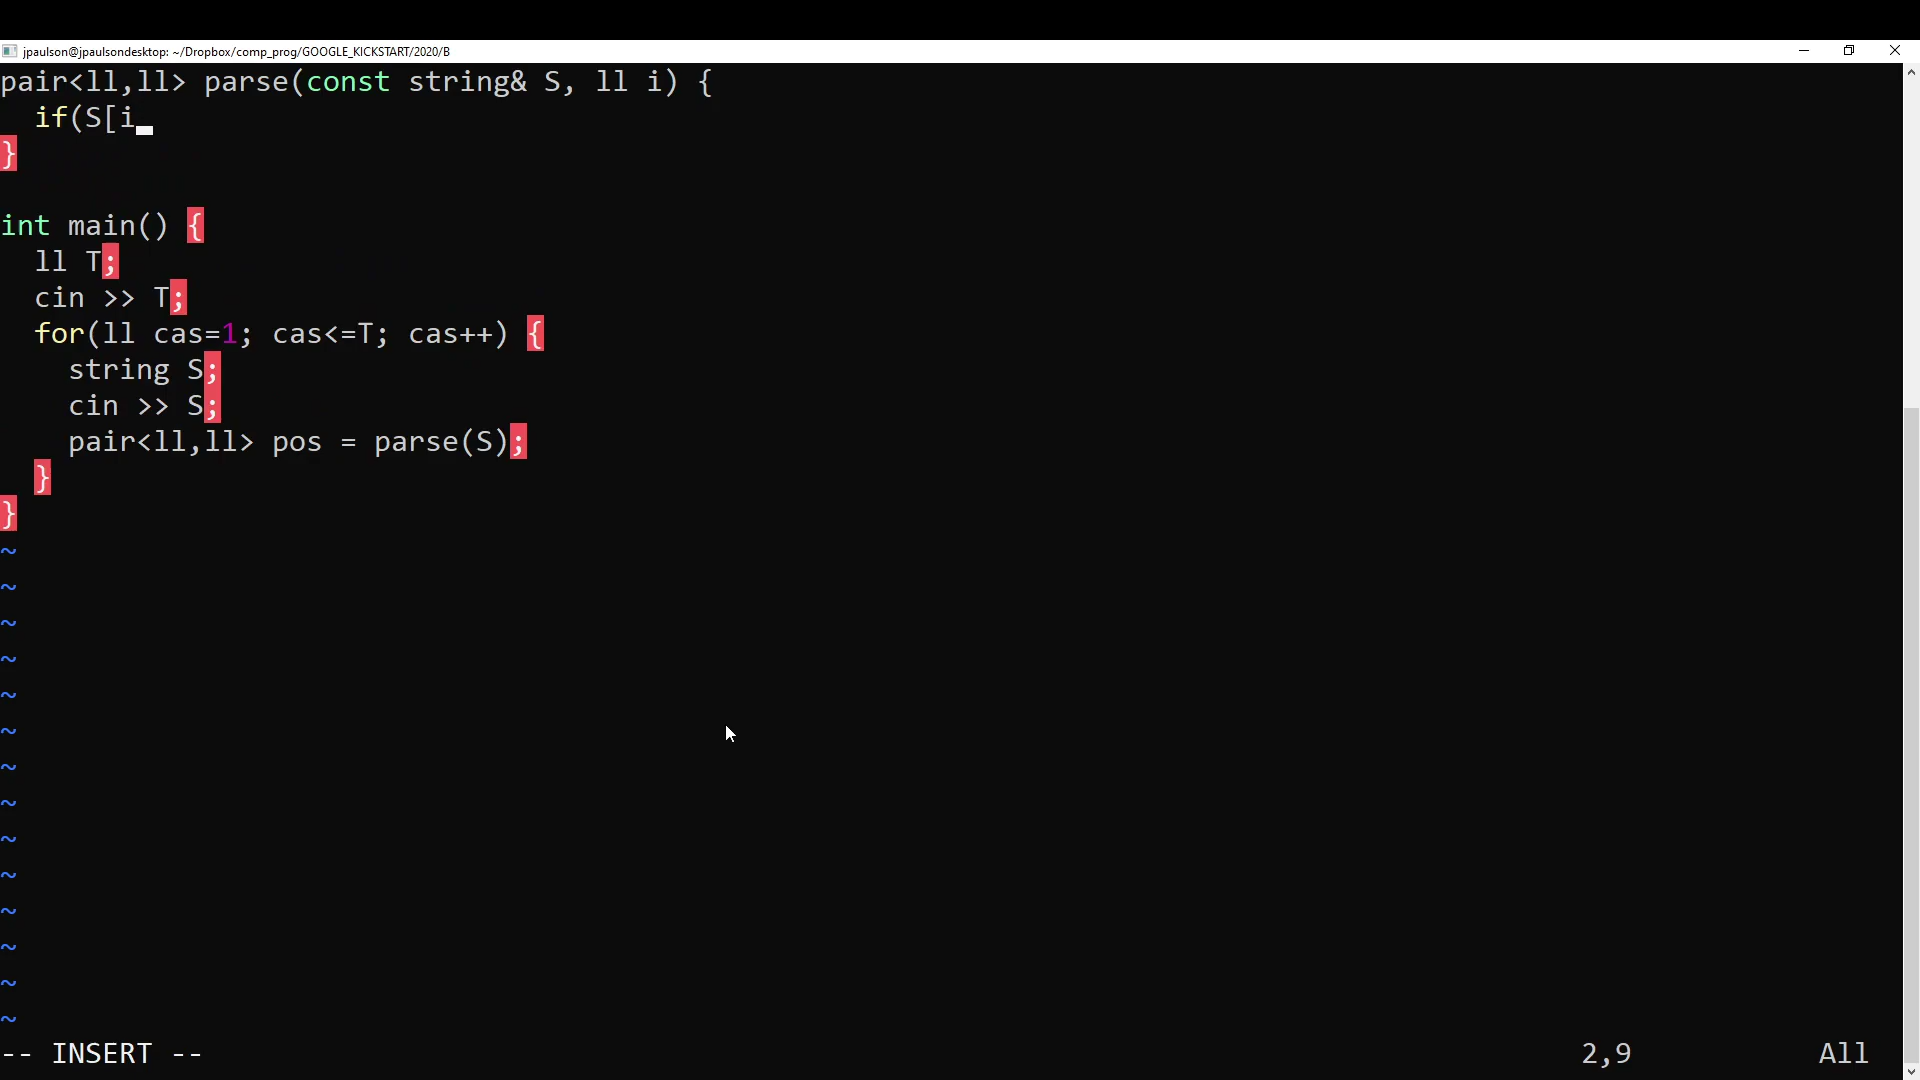 jpaulson@jpaulsondesktop: ~/Dropbox/comp_prog/GOOGLE_KICKSTART/2020/B
pair<ll,ll> parse(const string& S, ll i) {
  if(S[i
}

int main() {
  ll T;
  cin >> T;
  for(ll cas=1; cas<=T; cas++) {
    string S;
    cin >> S;
    pair<ll,ll> pos = parse(S);
  }
}
~
~
~
~
~
~
~
~
~
~
~
~
~
~
-- INSERT -- 2,9 All